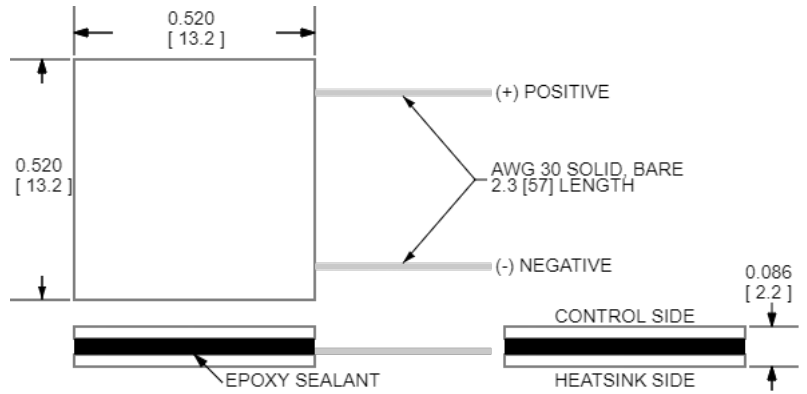 0.520
[ 13.2 ]
(+) POSITIVE
0.520
[ 13.2 ]
AWG 30 SOLID, BARE
2.3 [57] LENGTH
(-) NEGATIVE
0.086
[ 2.2 ]
CONTROL SIDE
EPOXY SEALANT
HEATSINK SIDE